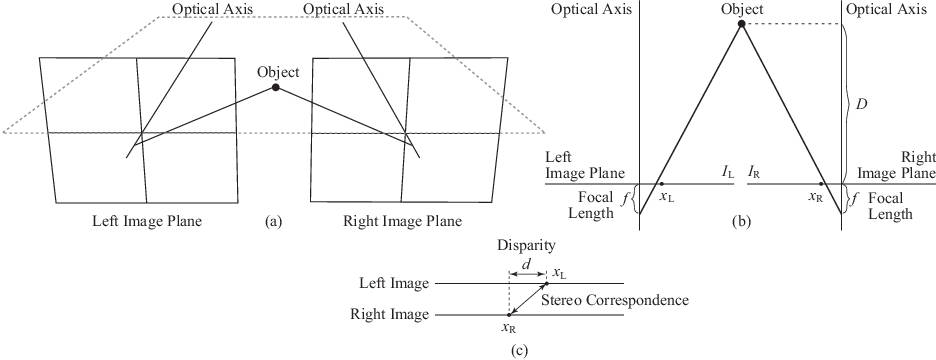 Optical Axis
Optical Axis
Object
Left Image Plane
(a)
Right Image Plane
Optical Axis
Object
Optical Axis
D
Left
Image Plane
I_L
I_R
Right
Image Plane
f
Focal
Length
x_L
x_R
f
Focal
Length
(b)
Disparity
d
x_L
Left Image
Stereo Correspondence
Right Image
x_R
(c)